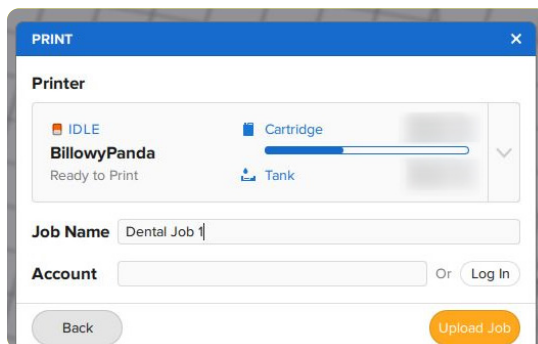 PRINT
Printer
IDLE
Cartridge
BillowyPanda
Ready to Print
Tank
Job Name Dental Job 1
Account Or Log In
Back Upload Job